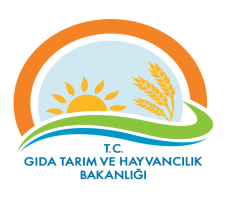 T.C.
GIDA TARIM VE HAYVANCILIK
BAKANLIĞI